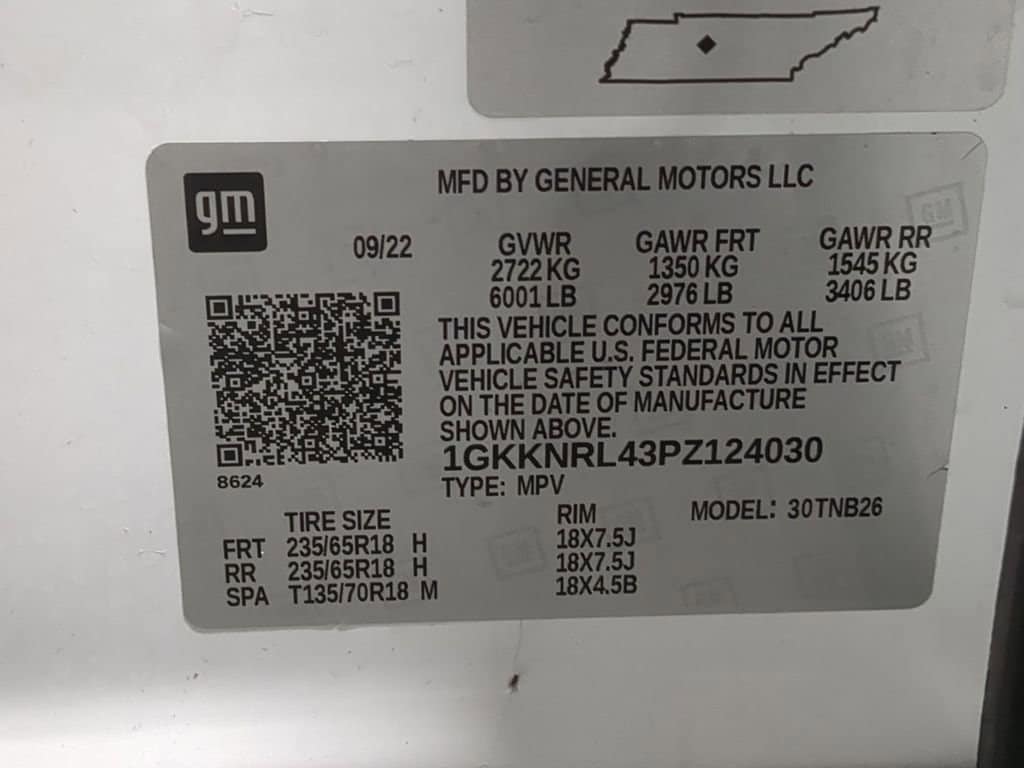 MFD BY GENERAL MOTORS LLC
gm
09/22 GVWR GAWR FRT GAWR RR
2722 KG 1350 KG 1545 KG
6001 LB 2976 LB 3406 LB
THIS VEHICLE CONFORMS TO ALL
APPLICABLE U.S. FEDERAL MOTOR
VEHICLE SAFETY STANDARDS IN EFFECT
ON THE DATE OF MANUFACTURE
SHOWN ABOVE.
1GKKNRL43PZ124030
8624
TYPE: MPV
TIRE SIZE RIM MODEL: 30TNB26
FRT 235/65R18 H 18X7.5J
RR 235/65R18 H 18X7.5J
SPA T135/70R18 M 18X4.5B
GM
GM